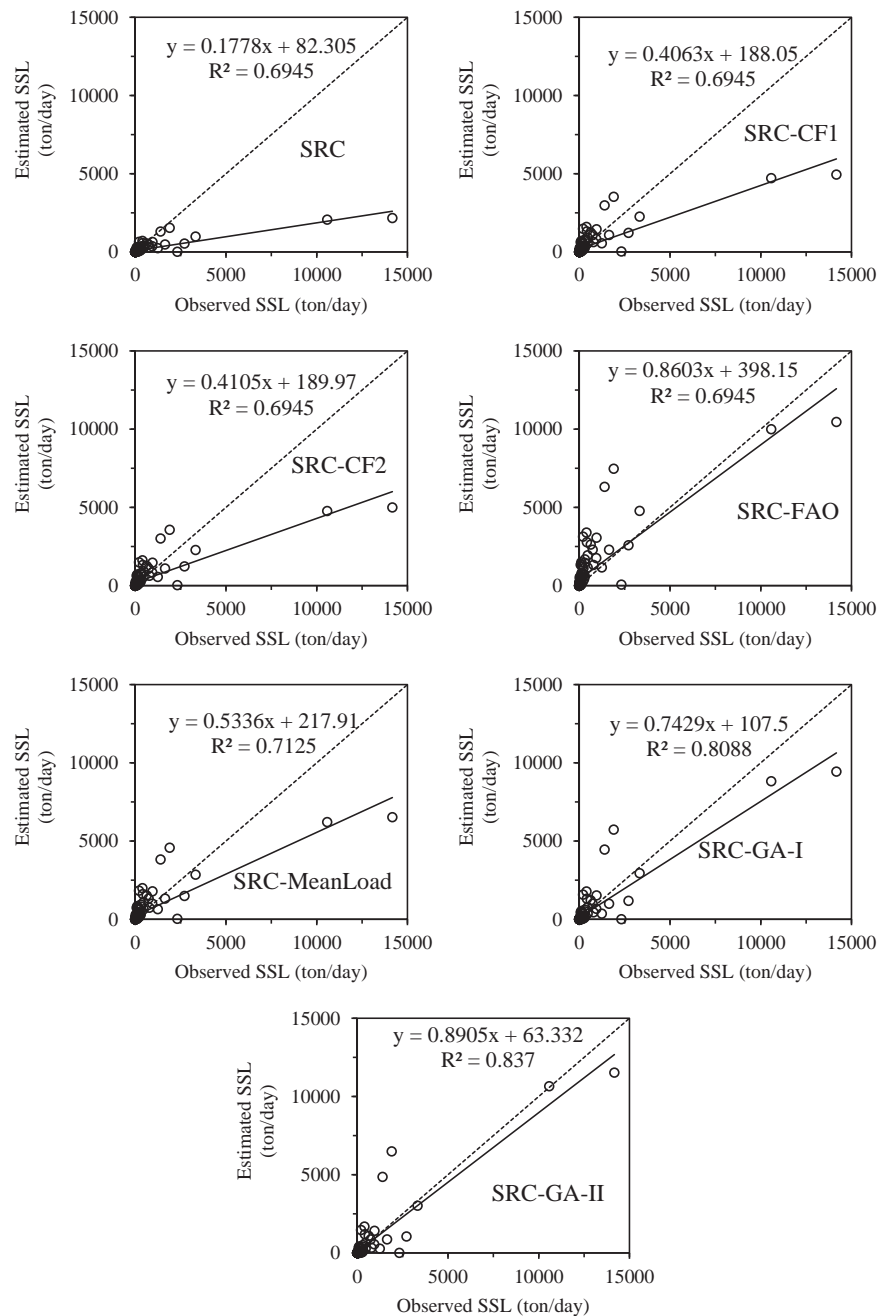 15000
10000
5000
0
Estimated SSL
(ton/day)
y = 0.1778x + 82.305
R² = 0.6945
SRC
0 5000 10000 15000
Observed SSL (ton/day)
15000
10000
5000
0
Estimated SSL
(ton/day)
y = 0.4063x + 188.05
R² = 0.6945
SRC-CF1
0 5000 10000 15000
Observed SSL (ton/day)
15000
10000
5000
0
Estimated SSL
(ton/day)
y = 0.4105x + 189.97
R² = 0.6945
SRC-CF2
0 5000 10000 15000
Observed SSL (ton/day)
15000
10000
5000
0
Estimated SSL
(ton/day)
y = 0.8603x + 398.15
R² = 0.6945
SRC-FAO
0 5000 10000 15000
Observed SSL (ton/day)
15000
10000
5000
0
Estimated SSL
(ton/day)
y = 0.5336x + 217.91
R² = 0.7125
SRC-MeanLoad
0 5000 10000 15000
Observed SSL (ton/day)
15000
10000
5000
0
Estimated SSL
(ton/day)
y = 0.7429x + 107.5
R² = 0.8088
SRC-GA-I
0 5000 10000 15000
Observed SSL (ton/day)
15000
10000
5000
0
Estimated SSL
(ton/day)
y = 0.8905x + 63.332
R² = 0.837
SRC-GA-II
0 5000 10000 15000
Observed SSL (ton/day)